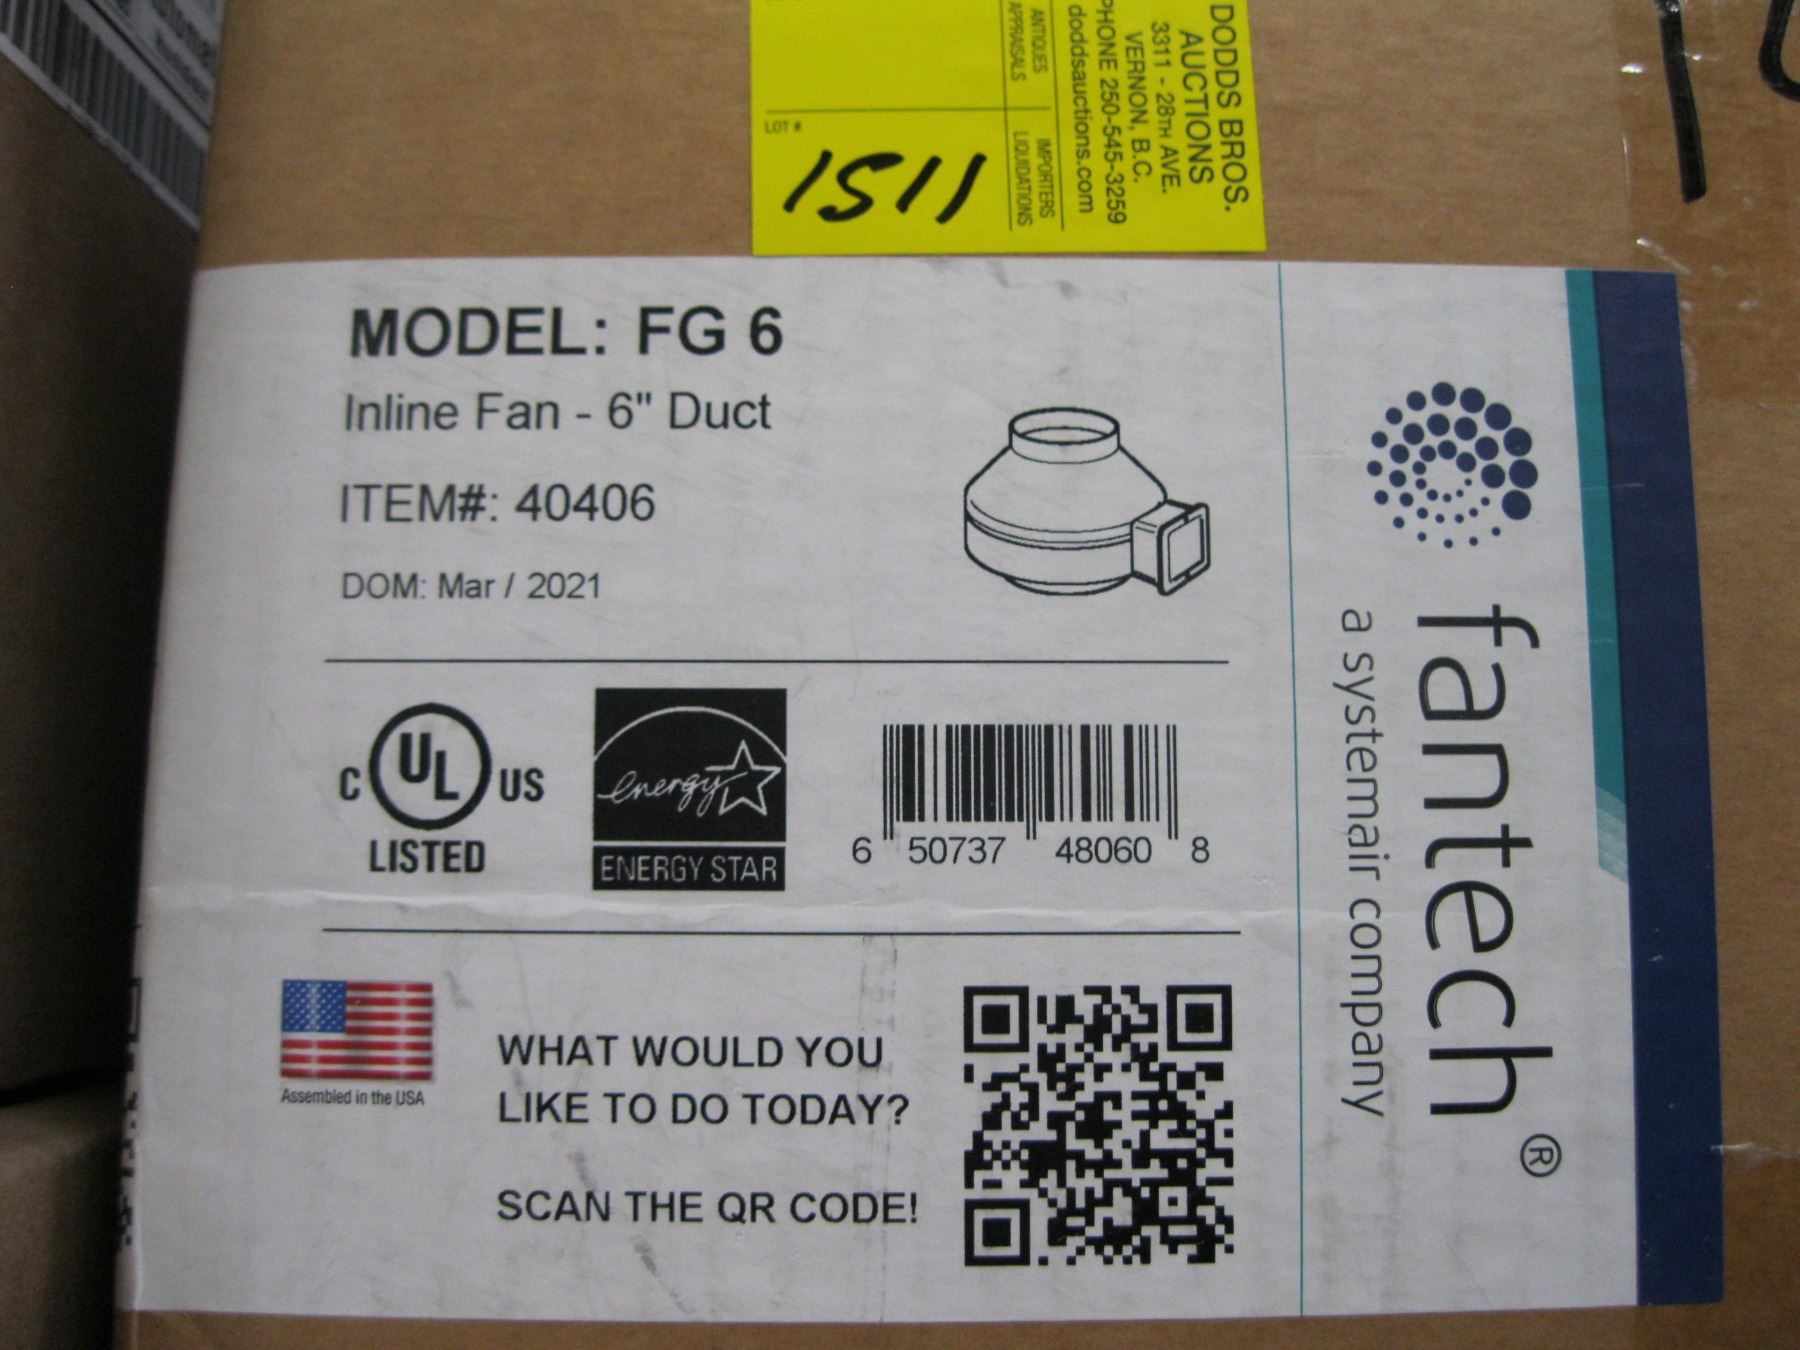 DODDS BROS.
AUCTIONS
3311 - 28TH AVE.
VERNON, B.C.
PHONE 250-545-3259
doddsauctions.com
ANTIQUES IMPORTERS
APPRAISALS LIQUIDATIONS
LOT #
1511
MODEL: FG 6
Inline Fan - 6" Duct
ITEM#: 40406
DOM: Mar / 2021
C UL US
LISTED
energy
ENERGY STAR
6 50737 48060 8
Assembled in the USA
WHAT WOULD YOU
LIKE TO DO TODAY?
SCAN THE QR CODE!
fantech®
a systemair company